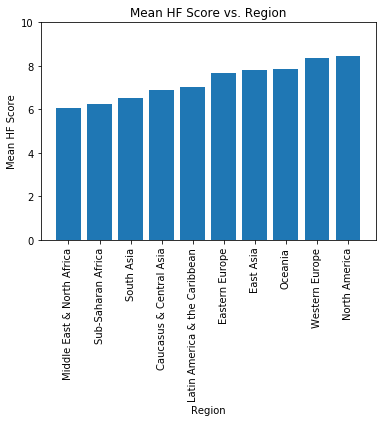 Mean HF Score vs. Region
10
8
6
4
2
0
Mean HF Score
Middle East & North Africa
Sub-Saharan Africa
South Asia
Caucasus & Central Asia
Latin America & the Caribbean
Eastern Europe
East Asia
Oceania
Western Europe
North America
Region